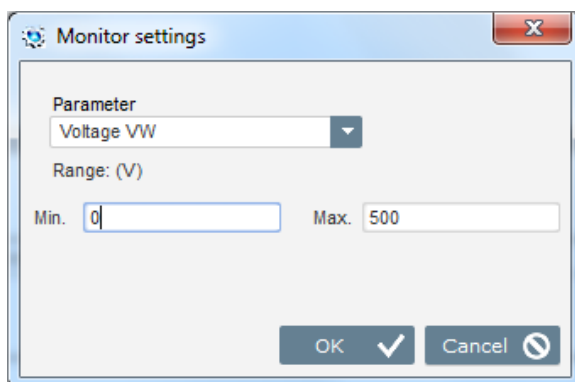 Monitor settings
Parameter
Voltage VW
Range: (V)
Min. 0 Max. 500
OK Cancel